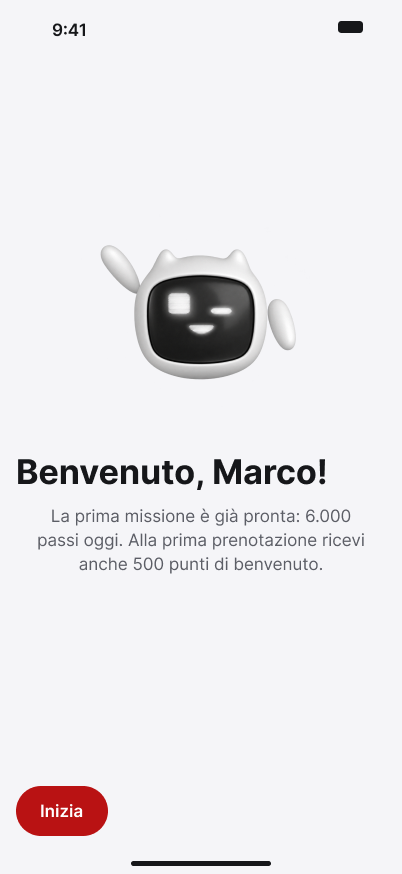 9:41
Benvenuto, Marco!
La prima missione è già pronta: 6.000
passi oggi. Alla prima prenotazione ricevi
anche 500 punti di benvenuto.
Inizia